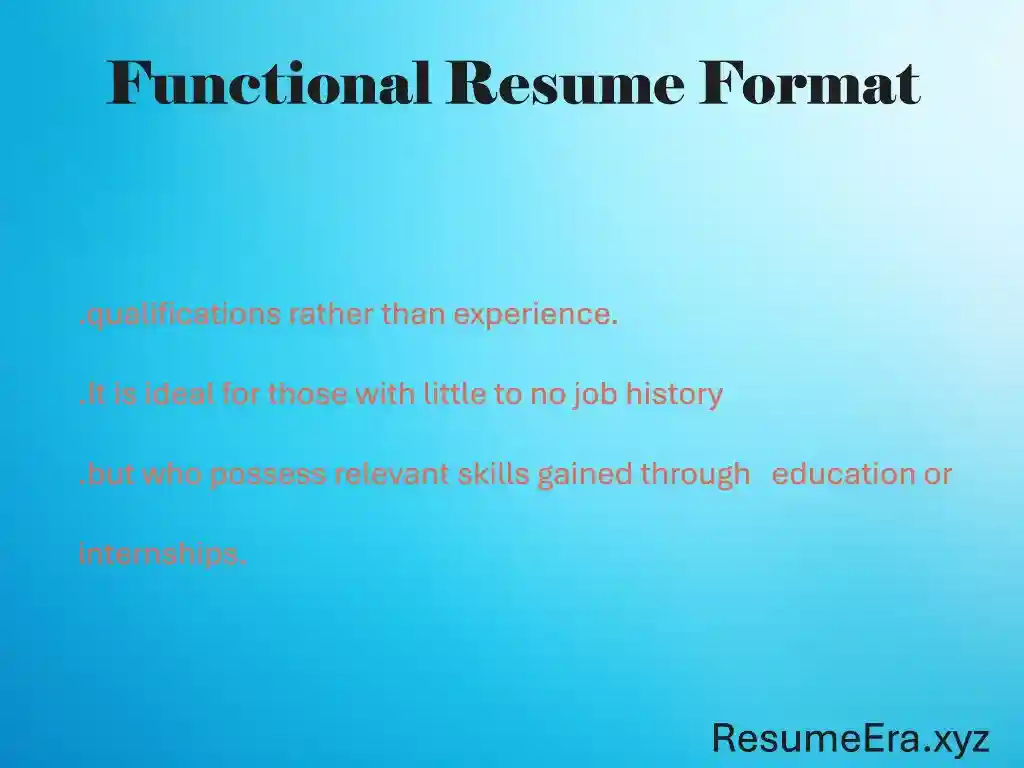 Functional Resume Format
.qualifications rather than experience.
.It is ideal for those with little to no job history
.but who possess relevant skills gained through education or
internships.
ResumeEra.xyz